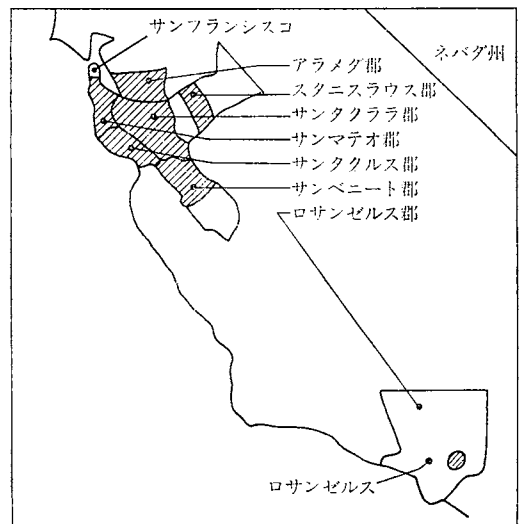 サンフランシスコ
ネバダ州
アラメダ郡
スタニスラウス郡
サンタクララ郡
サンマテオ郡
サンタクルス郡
サンベニート郡
ロサンゼルス郡
ロサンゼルス